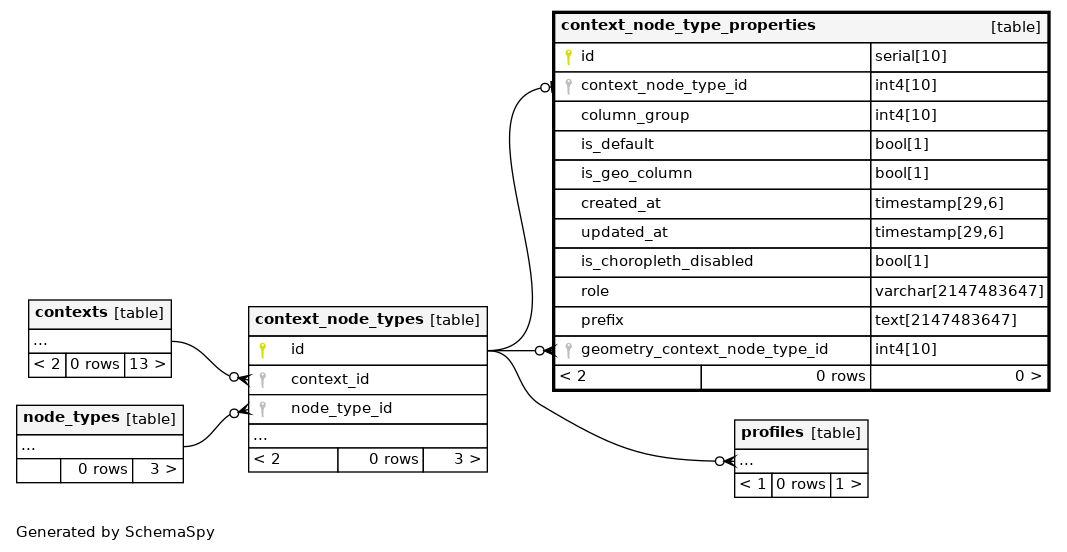 context_node_type_properties [table]
id serial[10]
context_node_type_id int4[10]
column_group int4[10]
is_default bool[1]
is_geo_column bool[1]
created_at timestamp[29,6]
updated_at timestamp[29,6]
is_choropleth_disabled bool[1]
role varchar[2147483647]
prefix text[2147483647]
geometry_context_node_type_id int4[10]
< 2 0 rows 0 >
contexts [table]
...
< 2 0 rows 13 >
node_types [table]
...
0 rows 3 >
context_node_types [table]
id
context_id
node_type_id
...
< 2 0 rows 3 >
profiles [table]
...
< 1 0 rows 1 >
Generated by SchemaSpy